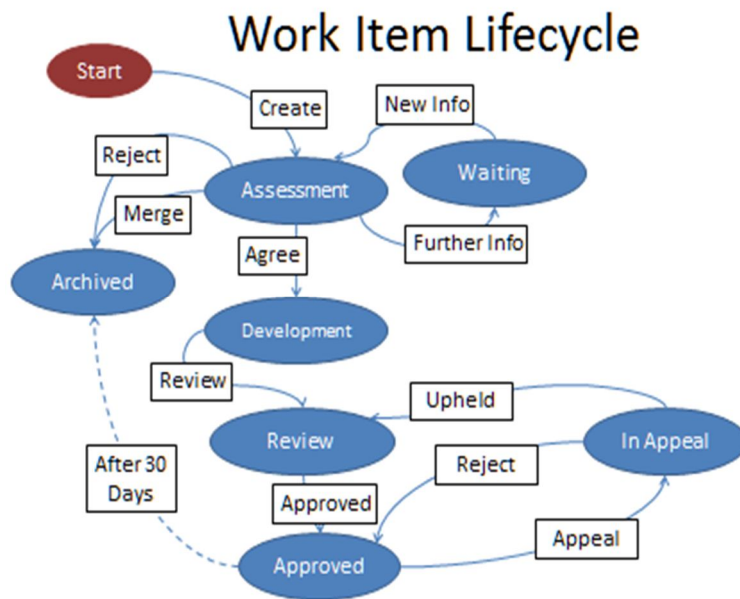 Work Item Lifecycle
Start
Create
New Info
Reject
Assessment
Waiting
Merge
Further Info
Agree
Archived
Development
Review
Upheld
Review
In Appeal
Reject
After 30
Days
Approved
Appeal
Approved